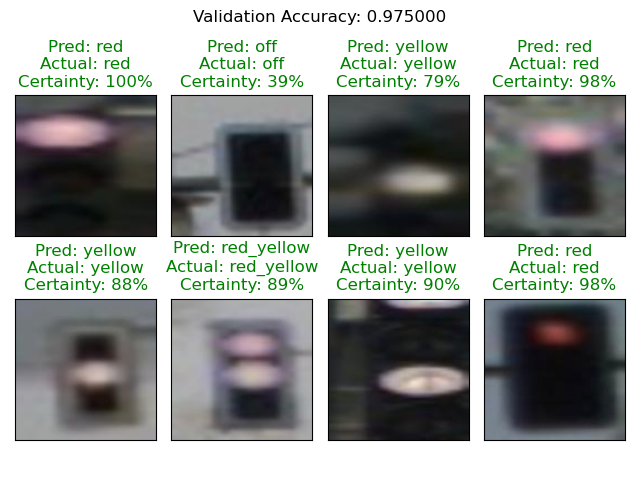 Validation Accuracy: 0.975000
Pred: red
Actual: red
Certainty: 100%
Pred: off
Actual: off
Certainty: 39%
Pred: yellow
Actual: yellow
Certainty: 79%
Pred: red
Actual: red
Certainty: 98%
Pred: yellow
Actual: yellow
Certainty: 88%
Pred: red_yellow
Actual: red_yellow
Certainty: 89%
Pred: yellow
Actual: yellow
Certainty: 90%
Pred: red
Actual: red
Certainty: 98%